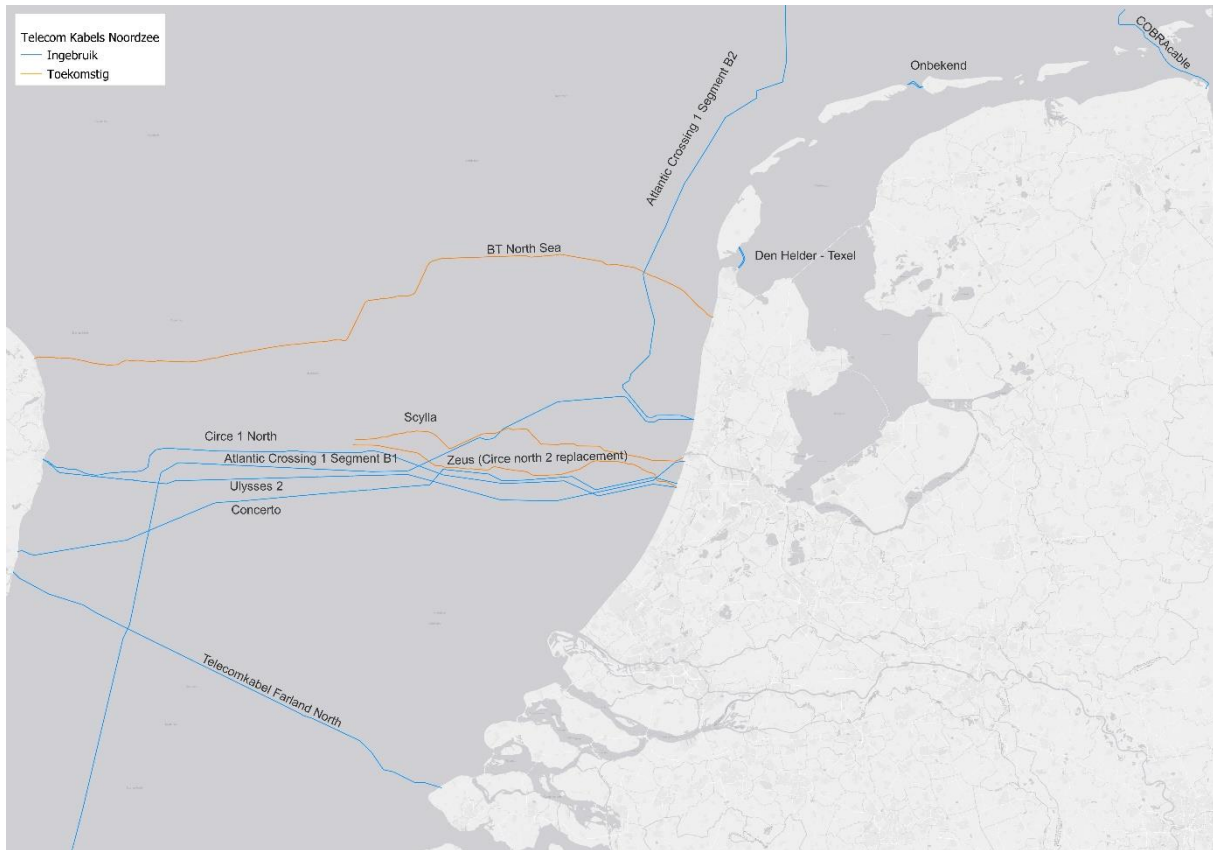 Telecom Kabels Noordzee
Ingebruik
Toekomstig
COBRAcable
Onbekend
Atlantic Crossing 1 Segment B2
BT North Sea
Den Helder - Texel
Scylla
Circe 1 North
Zeus (Circe north 2 replacement)
Atlantic Crossing 1 Segment B1
Ulysses 2
Concerto
Telecomkabel Farland North